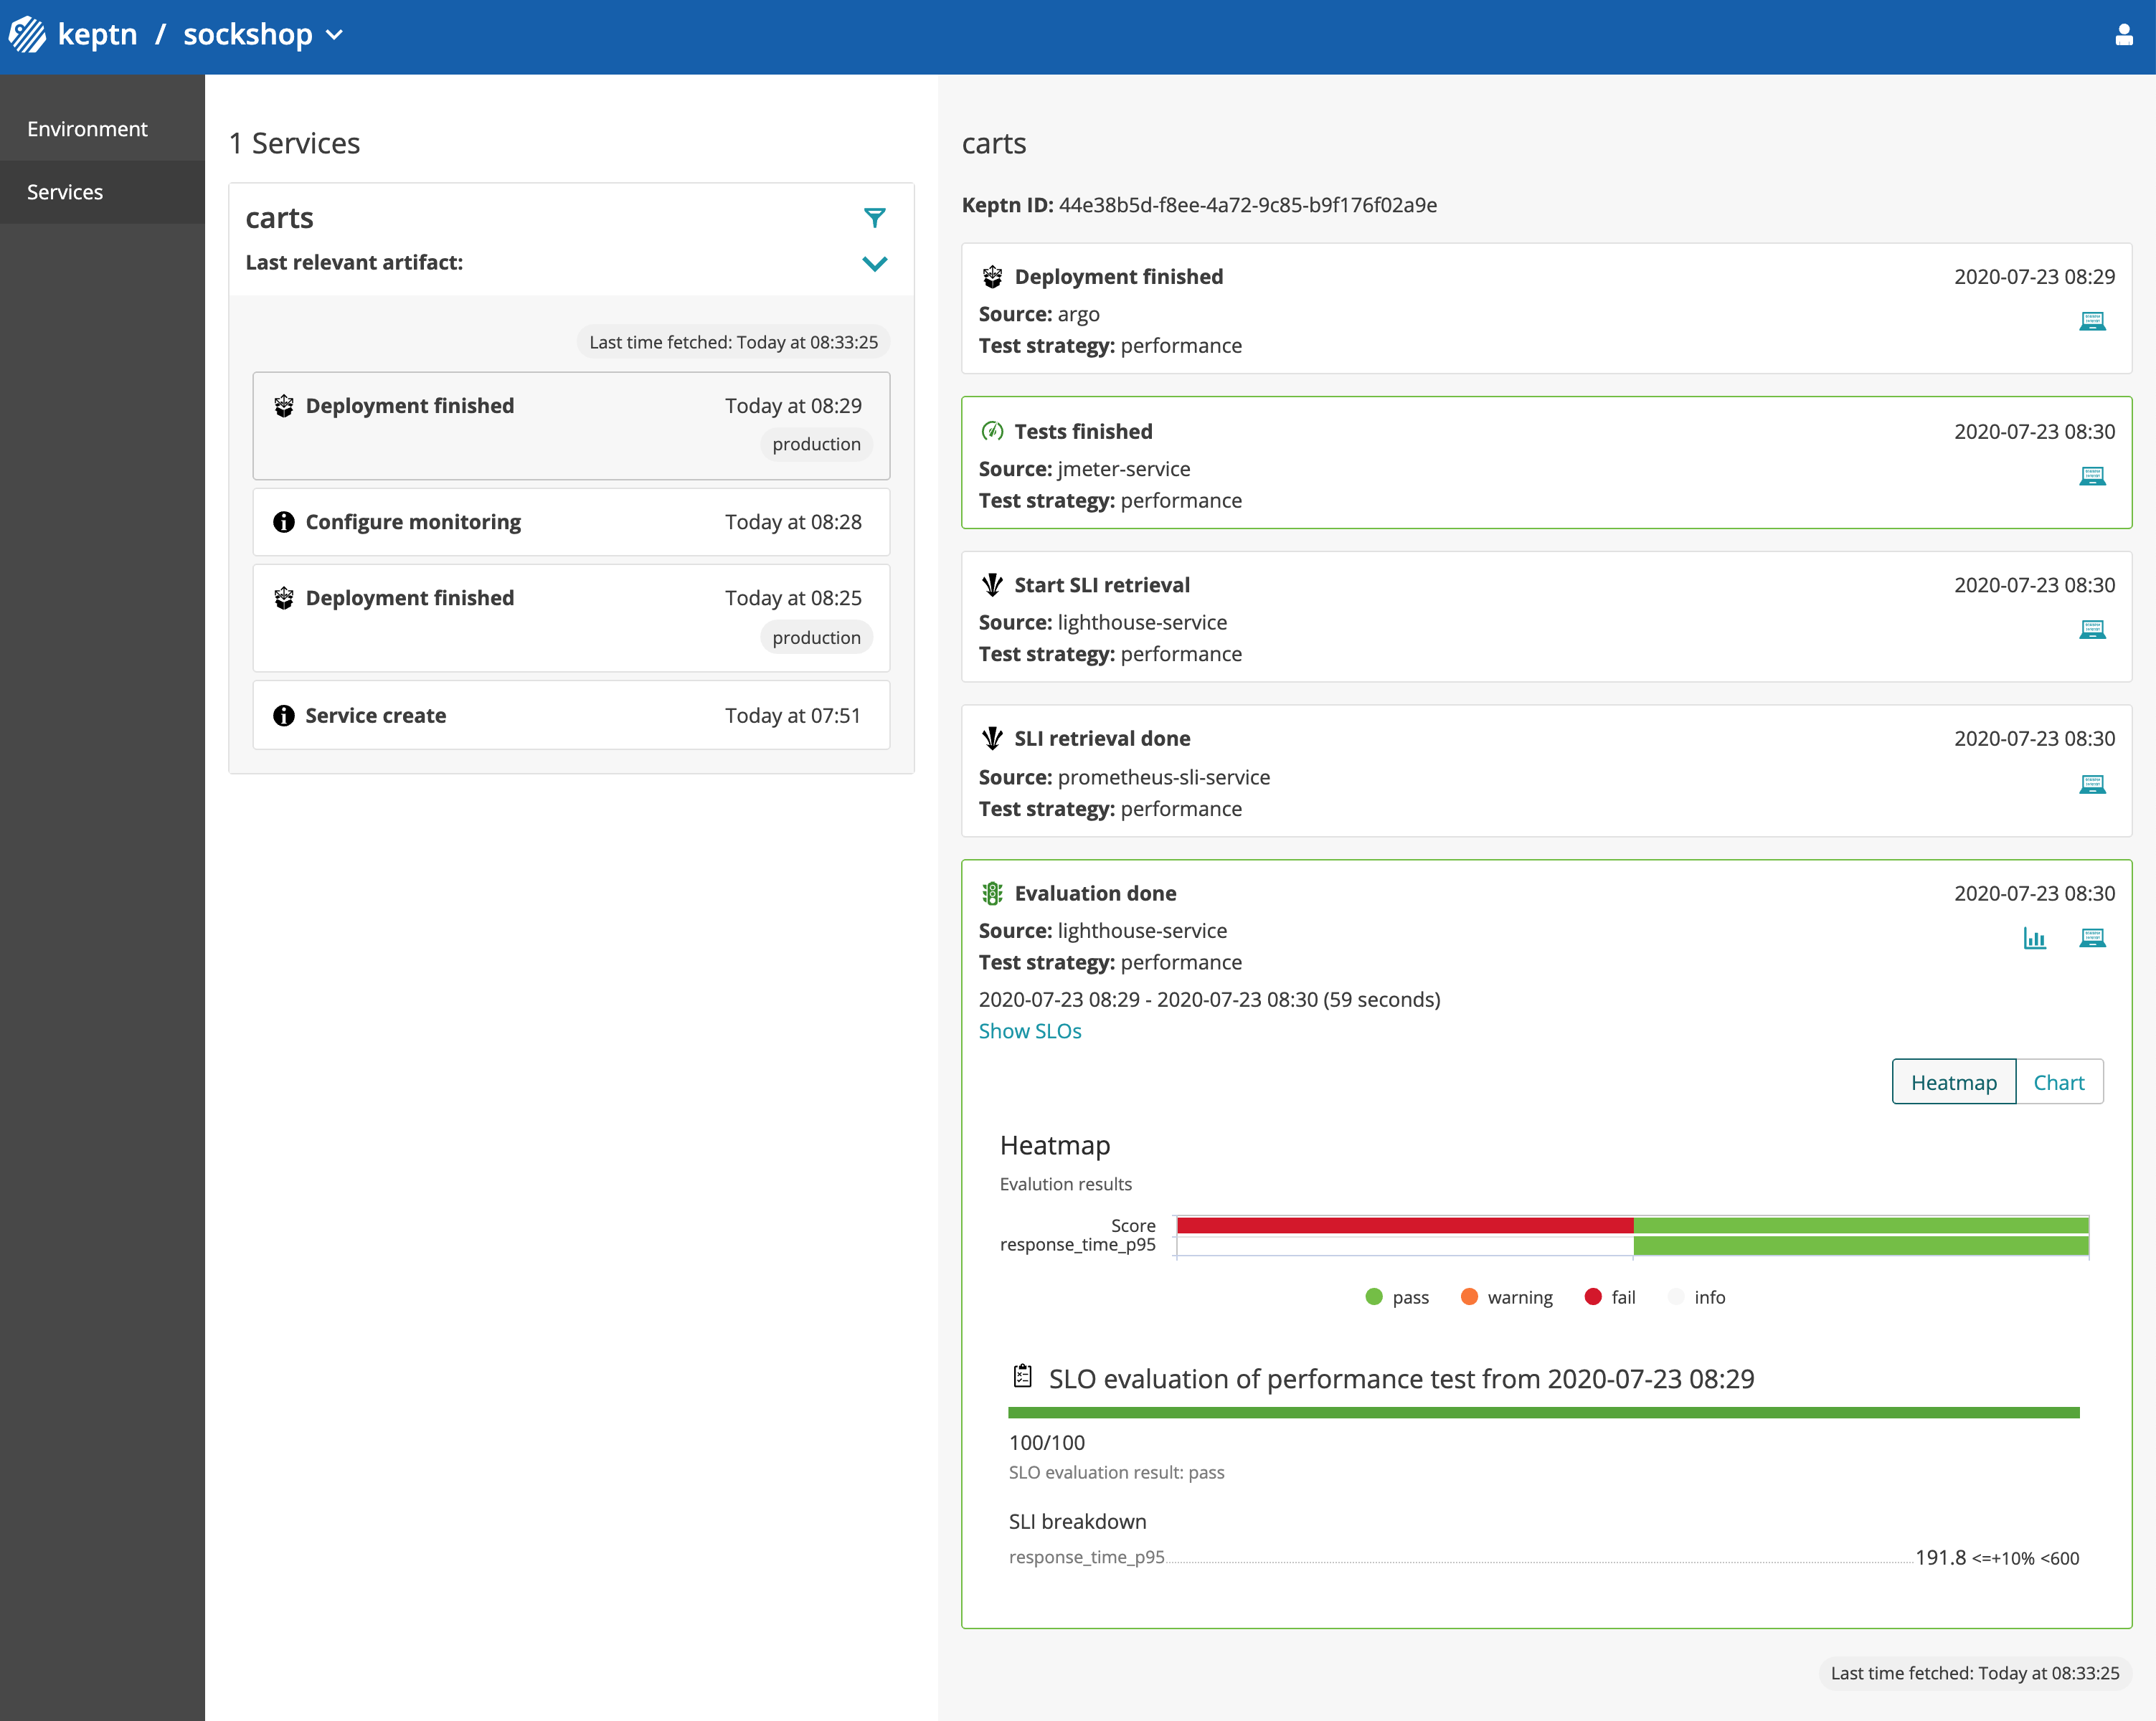 keptn / sockshop
Environment
Services
1 Services
carts
Last relevant artifact:
Last time fetched: Today at 08:33:25
Deployment finished Today at 08:29
production
Configure monitoring Today at 08:28
Deployment finished Today at 08:25
production
Service create Today at 07:51
carts
Keptn ID: 44e38b5d-f8ee-4a72-9c85-b9f176f02a9e
Deployment finished 2020-07-23 08:29
Source: argo
Test strategy: performance
Tests finished 2020-07-23 08:30
Source: jmeter-service
Test strategy: performance
Start SLI retrieval 2020-07-23 08:30
Source: lighthouse-service
Test strategy: performance
SLI retrieval done 2020-07-23 08:30
Source: prometheus-sli-service
Test strategy: performance
Evaluation done 2020-07-23 08:30
Source: lighthouse-service
Test strategy: performance
2020-07-23 08:29 - 2020-07-23 08:30 (59 seconds)
Show SLOs
Heatmap Chart
Heatmap
Evalution results
Score
response_time_p95
pass warning fail info
SLO evaluation of performance test from 2020-07-23 08:29
100/100
SLO evaluation result: pass
SLI breakdown
response_time_p95 191.8 <=+10% <600
Last time fetched: Today at 08:33:25